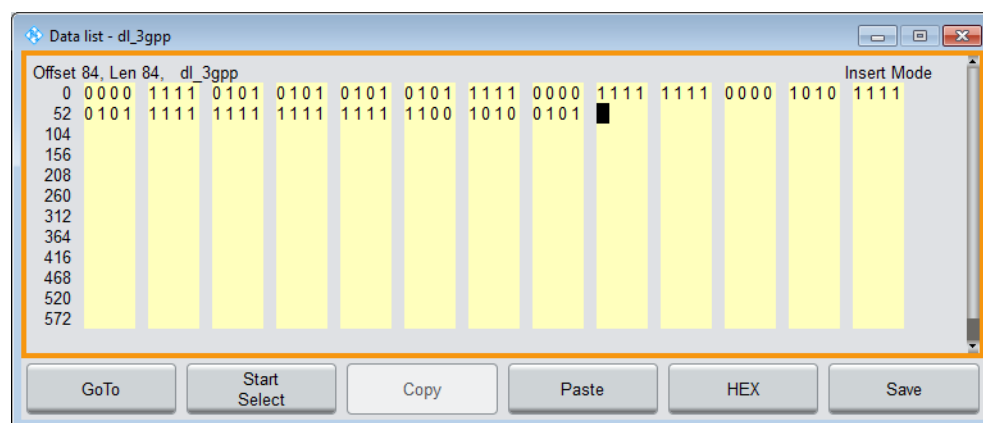 Data list - dl_3gpp
Offset 84, Len 84, dl_3gpp Insert Mode
0 0000 1111 0101 0101 0101 0101 1111 0000 1111 1111 0000 1010 1111
52 0101 1111 1111 1111 1111 1100 1010 0101
104
156
208
260
312
364
416
468
520
572
GoTo Start Select Copy Paste HEX Save